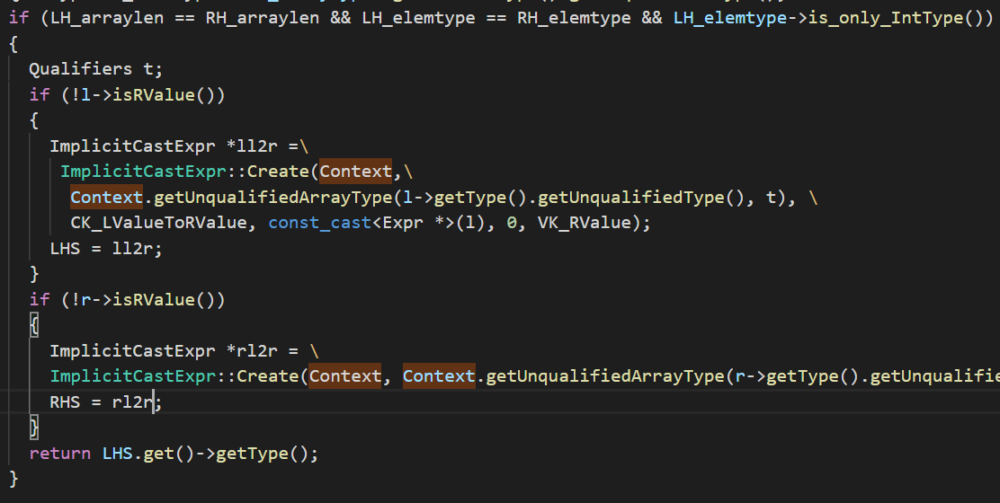 if (LH_arraylen == RH_arraylen && LH_elemtype == RH_elemtype && LH_elemtype->is_only_IntType())
{
Qualifiers t;
if (!l->isRValue())
{
ImplicitCastExpr *ll2r =\
ImplicitCastExpr::Create(Context,\
Context.getUnqualifiedArrayType(l->getType().getUnqualifiedType(), t), \
CK_LValueToRValue, const_cast<Expr *>(l), 0, VK_RValue);
LHS = ll2r;
}
if (!r->isRValue())
{
ImplicitCastExpr *rl2r = \
ImplicitCastExpr::Create(Context, Context.getUnqualifiedArrayType(r->getType().getUnqualifie
RHS = rl2r;
}
return LHS.get()->getType();
}